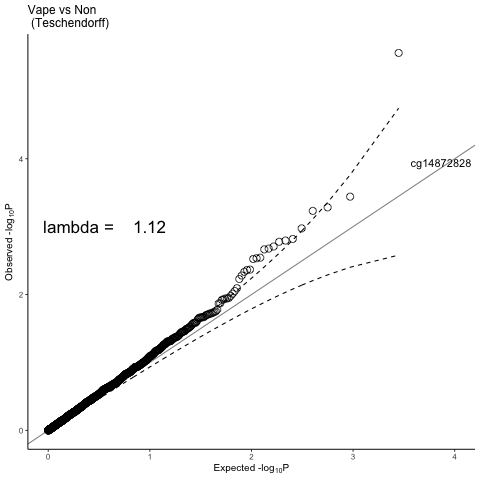 Vape vs Non
(Teschendorff)
4
cg14872828
lambda = 1.12
Observed -log10P
2
0
0 1 2 3 4
Expected -log10P